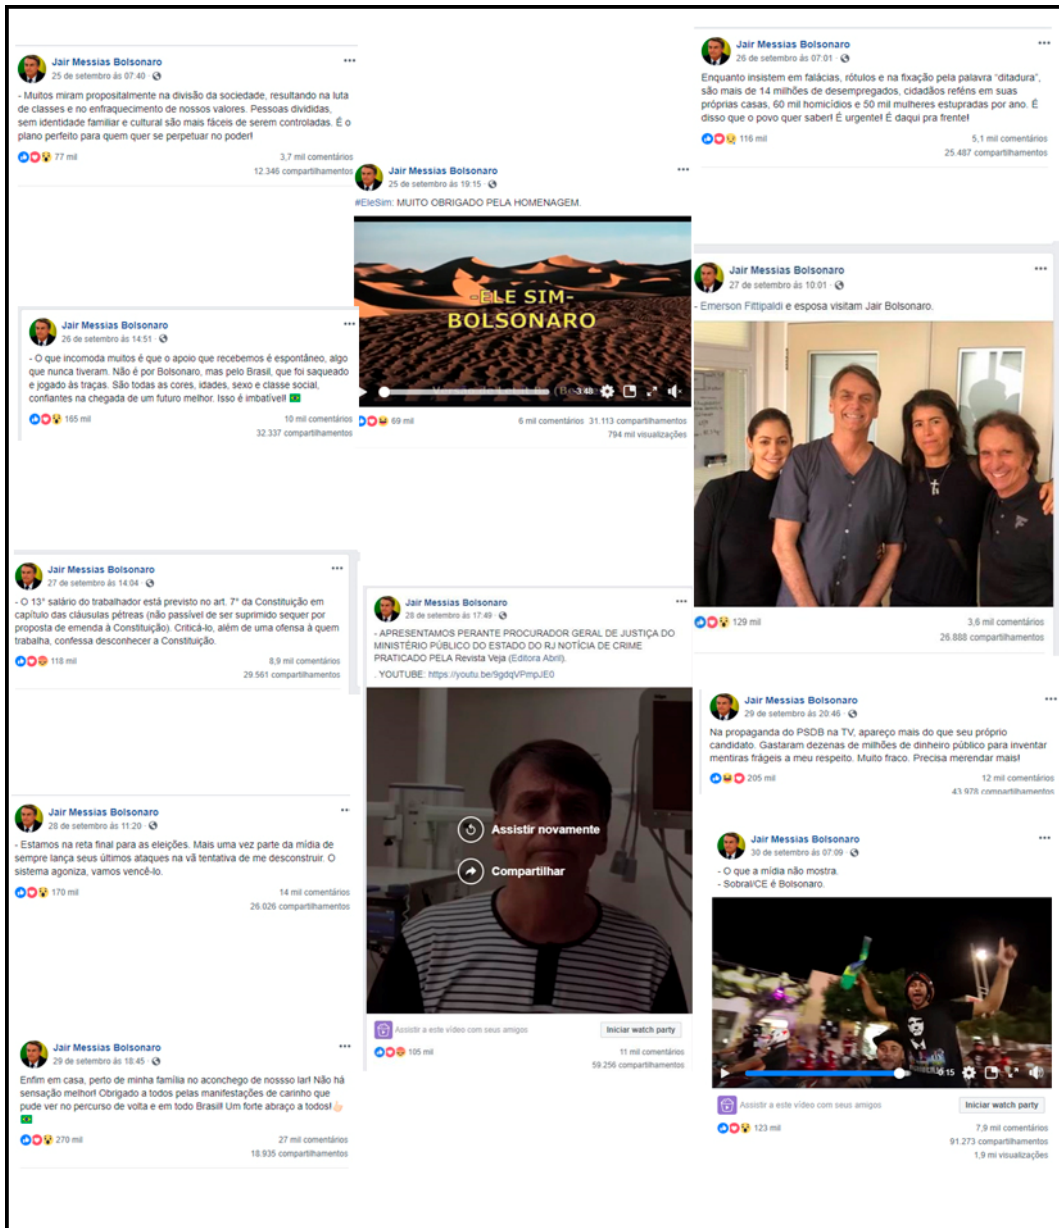 Jair Messias Bolsonaro
25 de setembro às 07:40
- Muitos miram propositalmente na divisão da sociedade, resultando na luta
de classes e no enfraquecimento de nossos valores. Pessoas divididas,
sem identidade familiar e cultural são mais fáceis de serem controladas. É o
plano perfeito para quem quer se perpetuar no poder!
77 mil
3,7 mil comentários
12.346 compartilhamentos
Jair Messias Bolsonaro
25 de setembro às 19:15
#EleSim: MUITO OBRIGADO PELA HOMENAGEM.
-ELE SIM-
BOLSONARO
-3:48
69 mil
6 mil comentários 31.113 compartilhamentos
794 mil visualizações
Jair Messias Bolsonaro
26 de setembro às 07:01
Enquanto insistem em falácias, rótulos e na fixação pela palavra "ditadura",
são mais de 14 milhões de desempregados, cidadãos reféns em suas
próprias casas, 60 mil homicídios e 50 mil mulheres estupradas por ano. É
disso que o povo quer saber! É urgente! É daqui pra frente!
116 mil
5,1 mil comentários
25.487 compartilhamentos
Jair Messias Bolsonaro
26 de setembro às 14:51
- O que incomoda muitos é que o apoio que recebemos é espontâneo, algo
que nunca tiveram. Não é por Bolsonaro, mas pelo Brasil, que foi saqueado
e jogado às traças. São todas as cores, idades, sexo e classe social,
confiantes na chegada de um futuro melhor. Isso é imbatível! 🇧🇷
165 mil
10 mil comentários
32.337 compartilhamentos
Jair Messias Bolsonaro
27 de setembro às 10:01
- Emerson Fittipaldi e esposa visitam Jair Bolsonaro.
129 mil
3,6 mil comentários
26.888 compartilhamentos
Jair Messias Bolsonaro
27 de setembro às 14:04
- O 13° salário do trabalhador está previsto no art. 7° da Constituição em
capítulo das cláusulas pétreas (não passível de ser suprimido sequer por
proposta de emenda à Constituição). Criticá-lo, além de uma ofensa à quem
trabalha, confessa desconhecer a Constituição.
118 mil
8,9 mil comentários
29.561 compartilhamentos
Jair Messias Bolsonaro
28 de setembro às 11:20
- Estamos na reta final para as eleições. Mais uma vez parte da mídia de
sempre lança seus últimos ataques na vã tentativa de me desconstruir. O
sistema agoniza, vamos vencê-lo.
170 mil
14 mil comentários
26.026 compartilhamentos
Jair Messias Bolsonaro
28 de setembro às 17:49
- APRESENTAMOS PERANTE PROCURADOR GERAL DE JUSTIÇA DO
MINISTÉRIO PÚBLICO DO ESTADO DO RJ NOTÍCIA DE CRIME
PRATICADO PELA Revista Veja (Editora Abril).
. YOUTUBE: https://youtu.be/9gdqVPmpJE0
Assistir novamente
Compartilhar
Assistir a este vídeo com seus amigos
Iniciar watch party
105 mil
11 mil comentários
59.256 compartilhamentos
Jair Messias Bolsonaro
29 de setembro às 18:45
Enfim em casa, perto de minha família no aconchego de nossso lar! Não há
sensação melhor! Obrigado a todos pelas manifestações de carinho que
pude ver no percurso de volta e em todo Brasil! Um forte abraço a todos!👆🏻
🇧🇷
270 mil
27 mil comentários
18.935 compartilhamentos
Jair Messias Bolsonaro
29 de setembro às 20:46
Na propaganda do PSDB na TV, apareço mais do que seu próprio
candidato. Gastaram dezenas de milhões de dinheiro público para inventar
mentiras frágeis a meu respeito. Muito fraco. Precisa merendar mais!
205 mil
12 mil comentários
43.978 compartilhamentos
Jair Messias Bolsonaro
30 de setembro às 07:09
- O que a mídia não mostra.
- Sobral/CE é Bolsonaro.
0:15
Assistir a este vídeo com seus amigos
Iniciar watch party
123 mil
7,9 mil comentários
91.273 compartilhamentos
1,9 mi visualizações